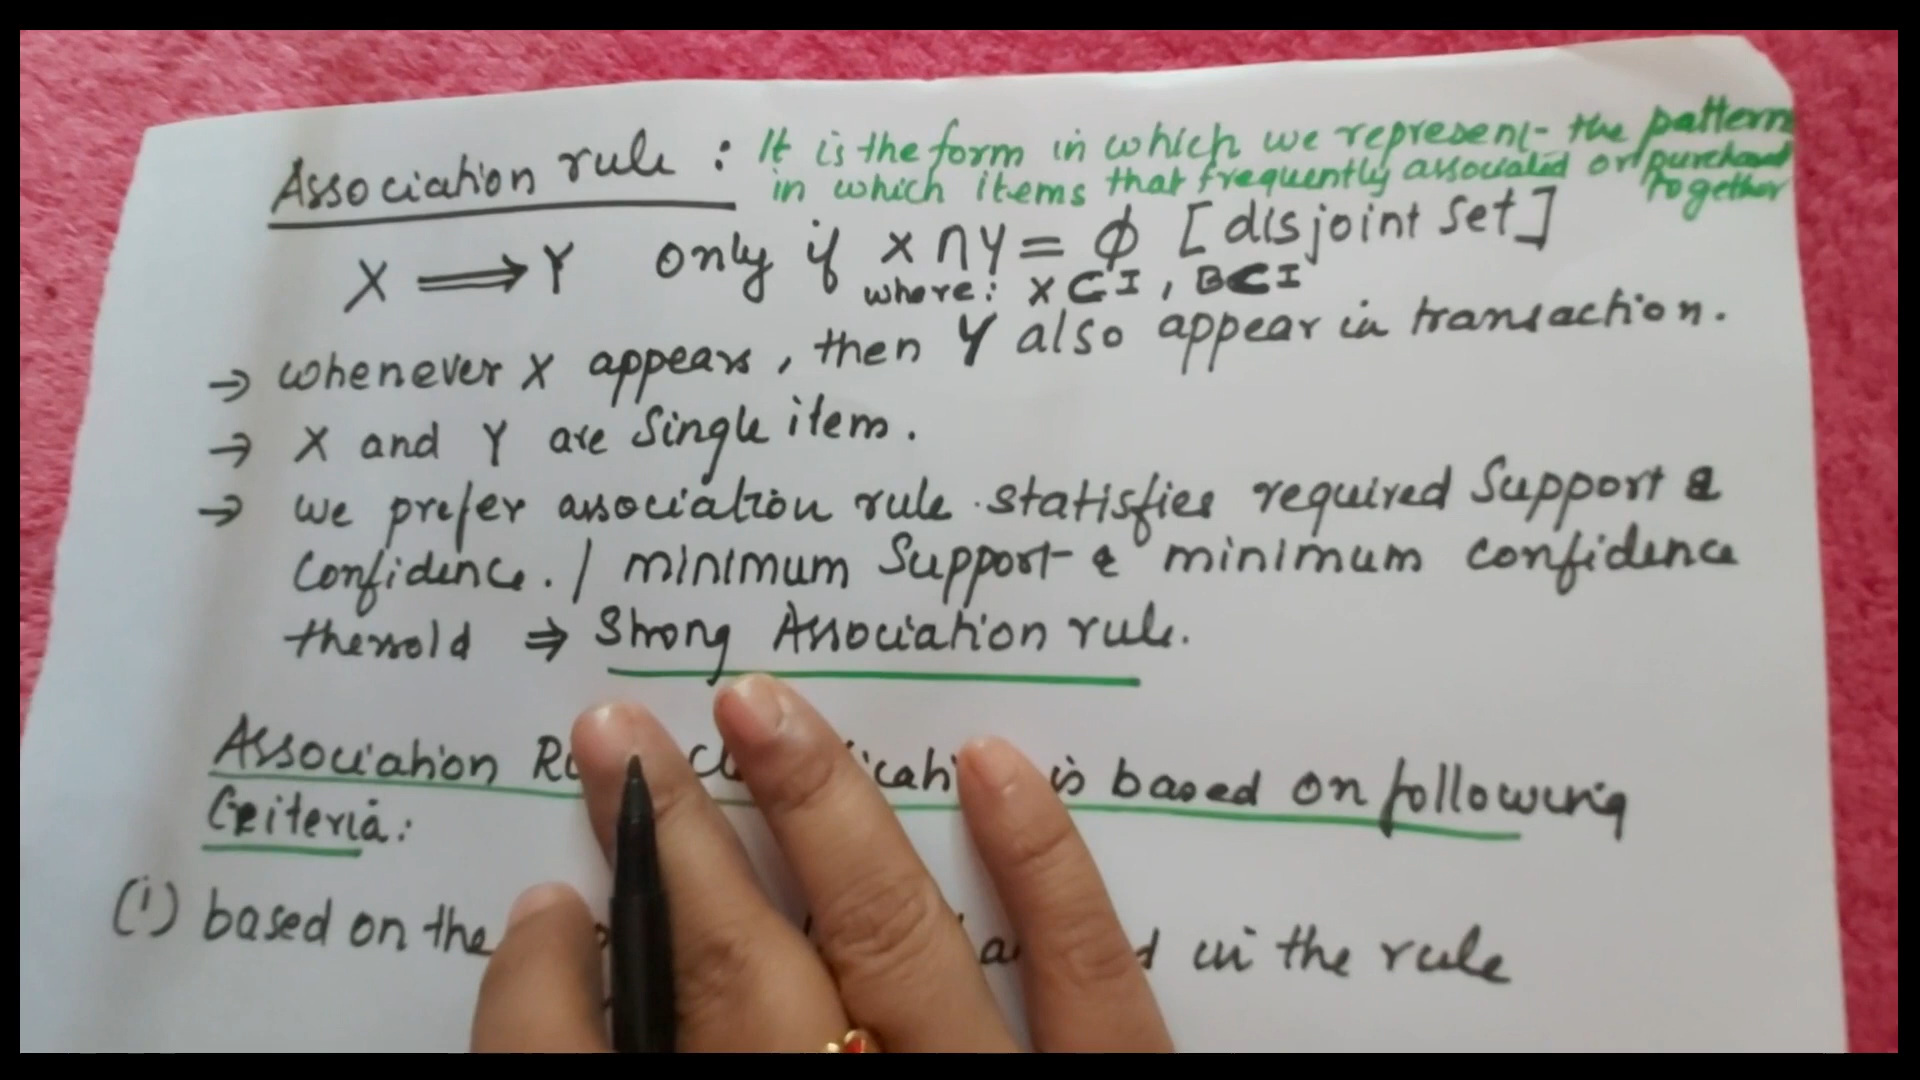 Association rule : It is the form in which we represent the pattern
in which items that frequently associated or purchased
together
X ⟹ Y only if X ∩ Y = ϕ [disjoint set]
where: X ⊂ I, B ⊂ I
→ whenever X appears, then Y also appear in transaction.
→ X and Y are Single item.
→ we prefer association rule statisfies required Support &
Confidence. / minimum Support & minimum confidence
⇒ Strong Association rule.
Association is based on following
Criteria:
(i) based on the in the rule